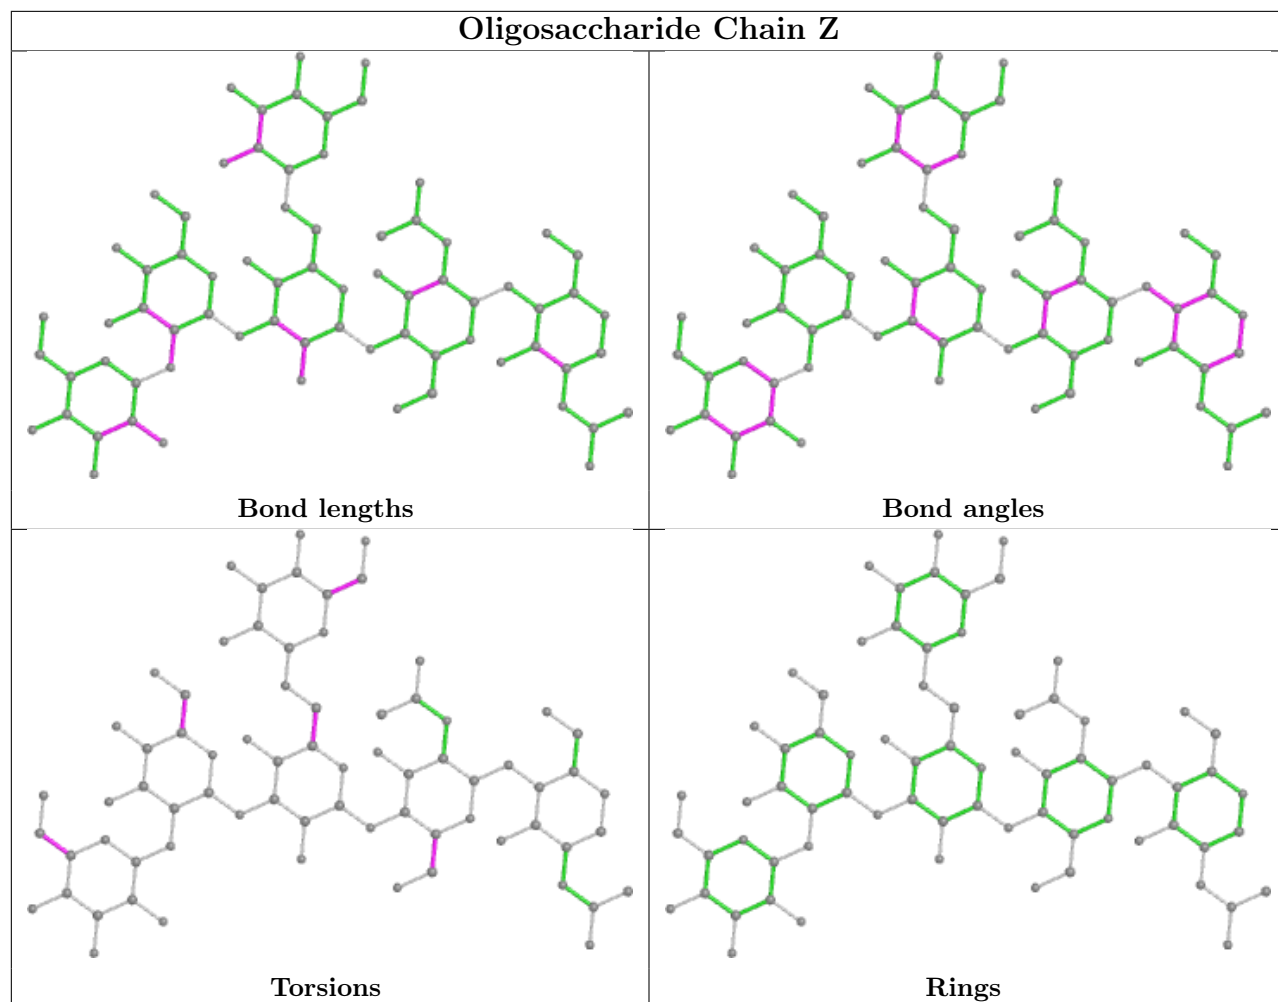 Oligosaccharide Chain Z
Bond lengths
Bond angles
Torsions
Rings